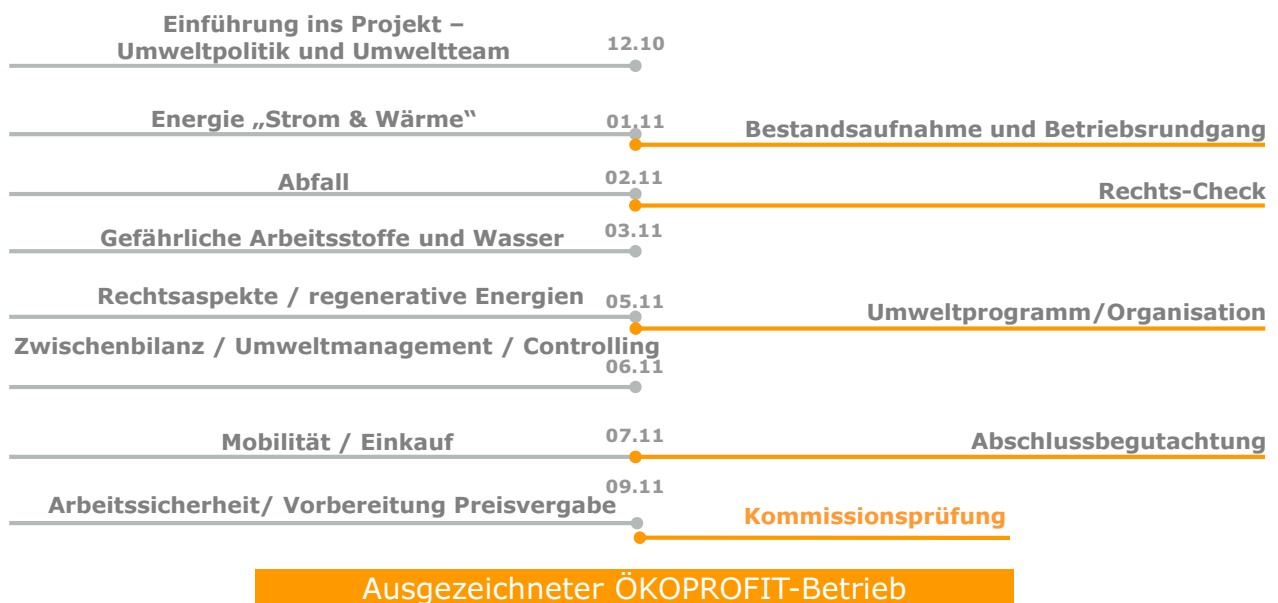 Einführung ins Projekt –
Umweltpolitik und Umweltteam
12.10
Energie „Strom & Wärme“
01.11
Bestandsaufnahme und Betriebsrundgang
Abfall
02.11
Rechts-Check
Gefährliche Arbeitsstoffe und Wasser
03.11
Rechtsaspekte / regenerative Energien
05.11
Umweltprogramm/Organisation
Zwischenbilanz / Umweltmanagement / Controlling
06.11
Mobilität / Einkauf
07.11
Abschlussbegutachtung
09.11
Arbeitssicherheit/ Vorbereitung Preisvergabe
Kommissionsprüfung
Ausgezeichneter ÖKOPROFIT-Betrieb